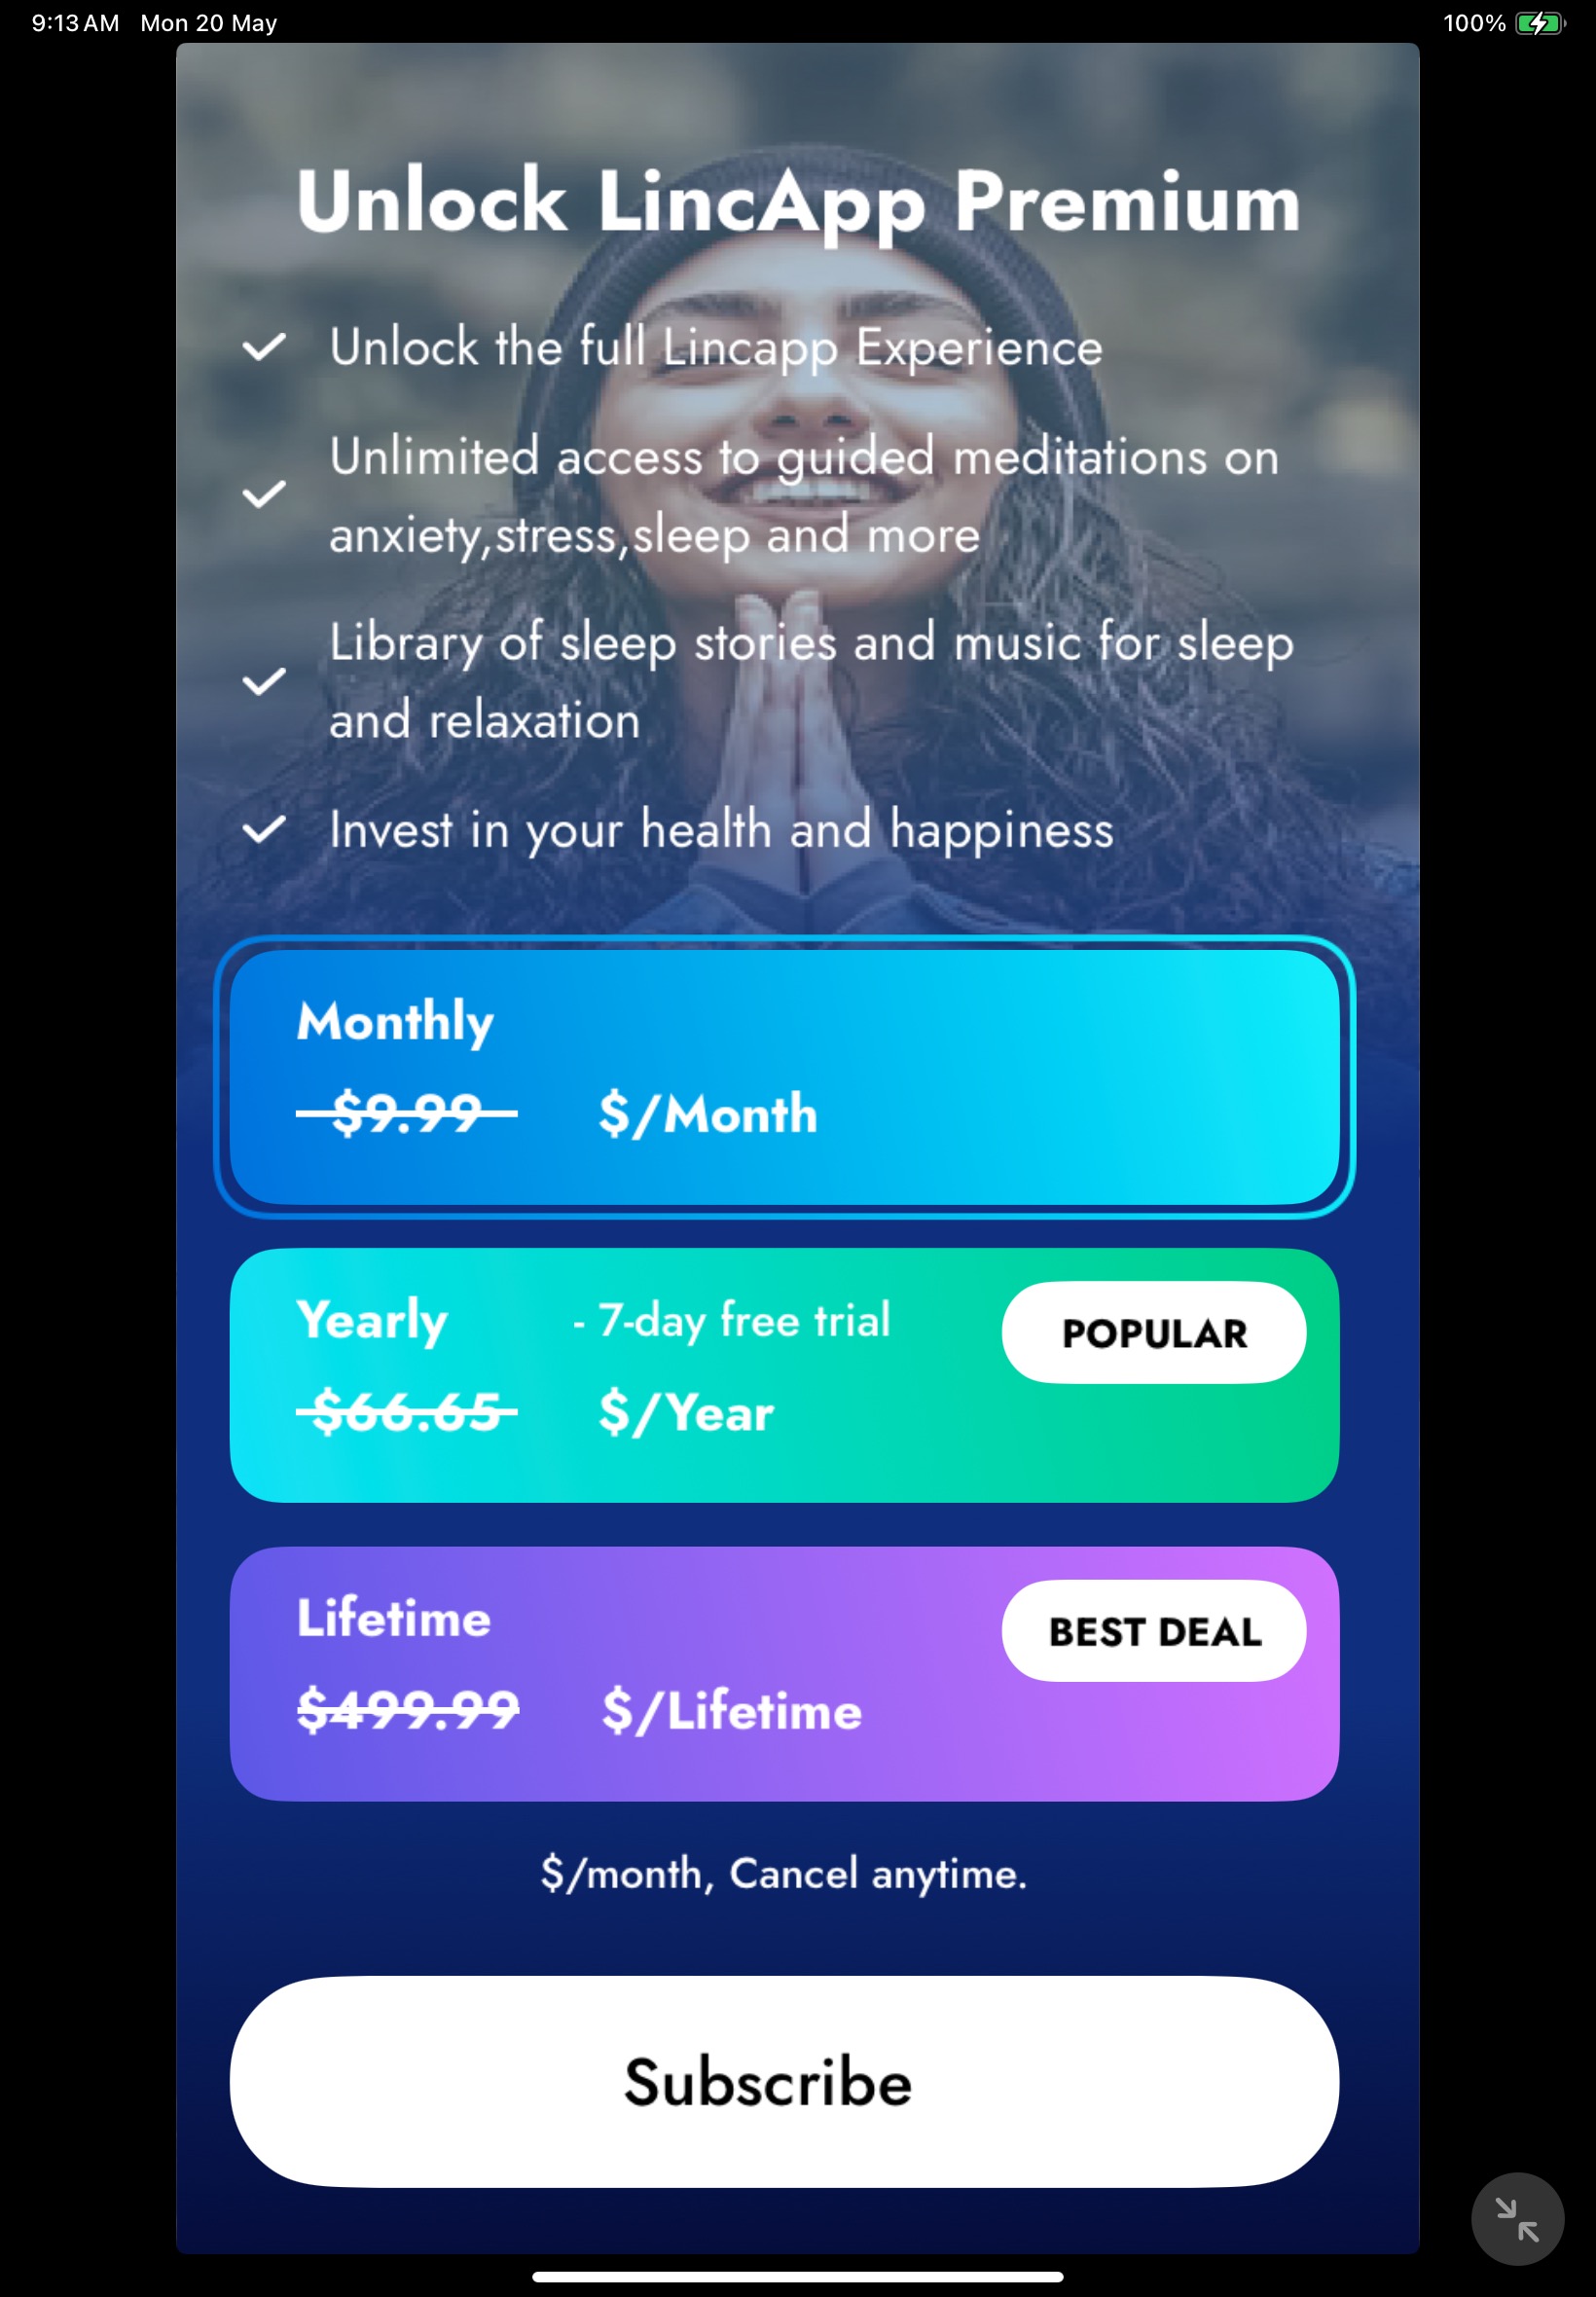 9:13 AM Mon 20 May 100%
Unlock LincApp Premium
Unlock the full Lincapp Experience
Unlimited access to guided meditations on
anxiety,stress,sleep and more
Library of sleep stories and music for sleep
and relaxation
Invest in your health and happiness
Monthly
$9.99 $/Month
Yearly - 7-day free trial POPULAR
$66.65 $/Year
Lifetime BEST DEAL
$499.99 $/Lifetime
$/month, Cancel anytime.
Subscribe